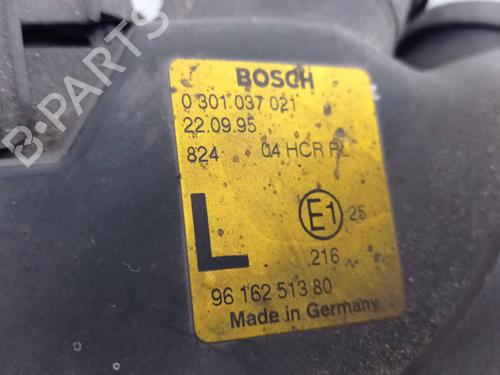 BOSCH
0 301 037 021
22.09.95
824 04 HCR PL
L E1 25
216
96 162 513 80
Made in Germany